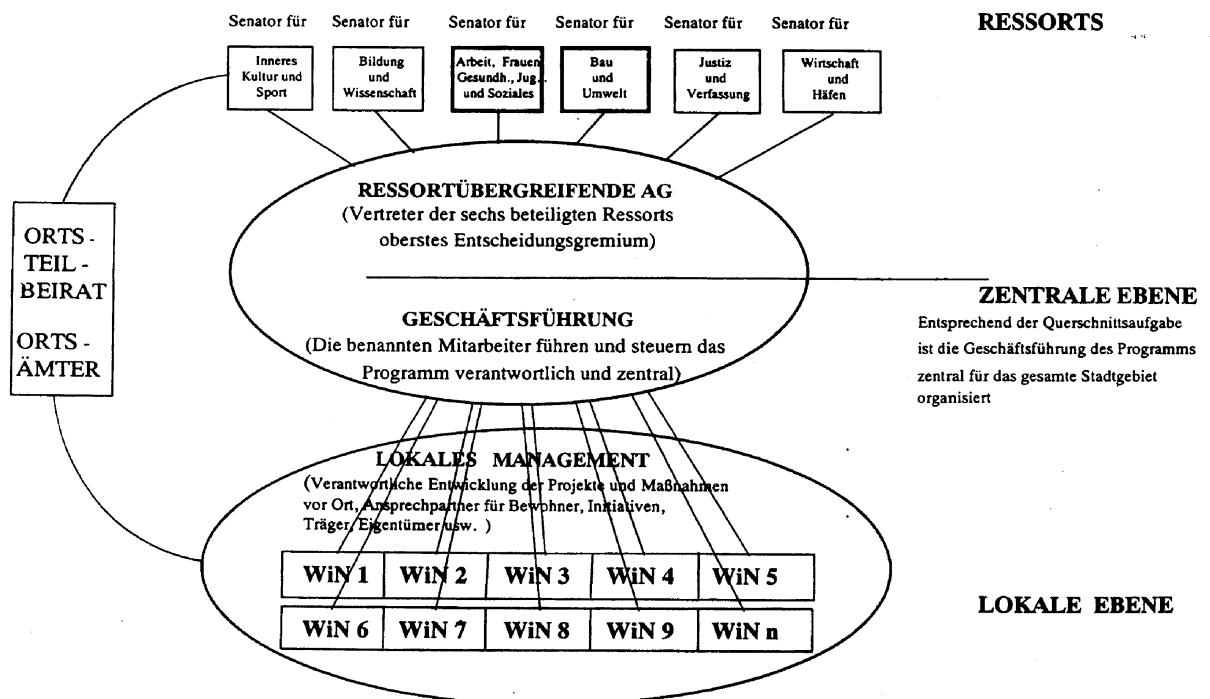 Senator für Senator für Senator für Senator für Senator für Senator für
RESSORTS
Inneres
Kultur und
Sport
Bildung
und
Wissenschaft
Arbeit, Frauen
Gesundh., Jug..
und Soziales
Bau
und
Umwelt
Justiz
und
Verfassung
Wirtschaft
und
Häfen
RESSORTÜBERGREIFENDE AG
(Vertreter der sechs beteiligten Ressorts
oberstes Entscheidungsgremium)
ORTS -
TEIL -
BEIRAT
ORTS -
ÄMTER
GESCHÄFTSFÜHRUNG
(Die benannten Mitarbeiter führen und steuern das
Programm verantwortlich und zentral)
ZENTRALE EBENE
Entsprechend der Querschnittsaufgabe
ist die Geschäftsführung des Programms
zentral für das gesamte Stadtgebiet
organisiert
LOKALES MANAGEMENT
(Verantwortliche Entwicklung der Projekte und Maßnahmen
vor Ort, Ansprechpartner für Bewohner, Initiativen,
Träger, Eigentümer usw. )
WiN 1 WiN 2 WiN 3 WiN 4 WiN 5
WiN 6 WiN 7 WiN 8 WiN 9 WiN n
LOKALE EBENE